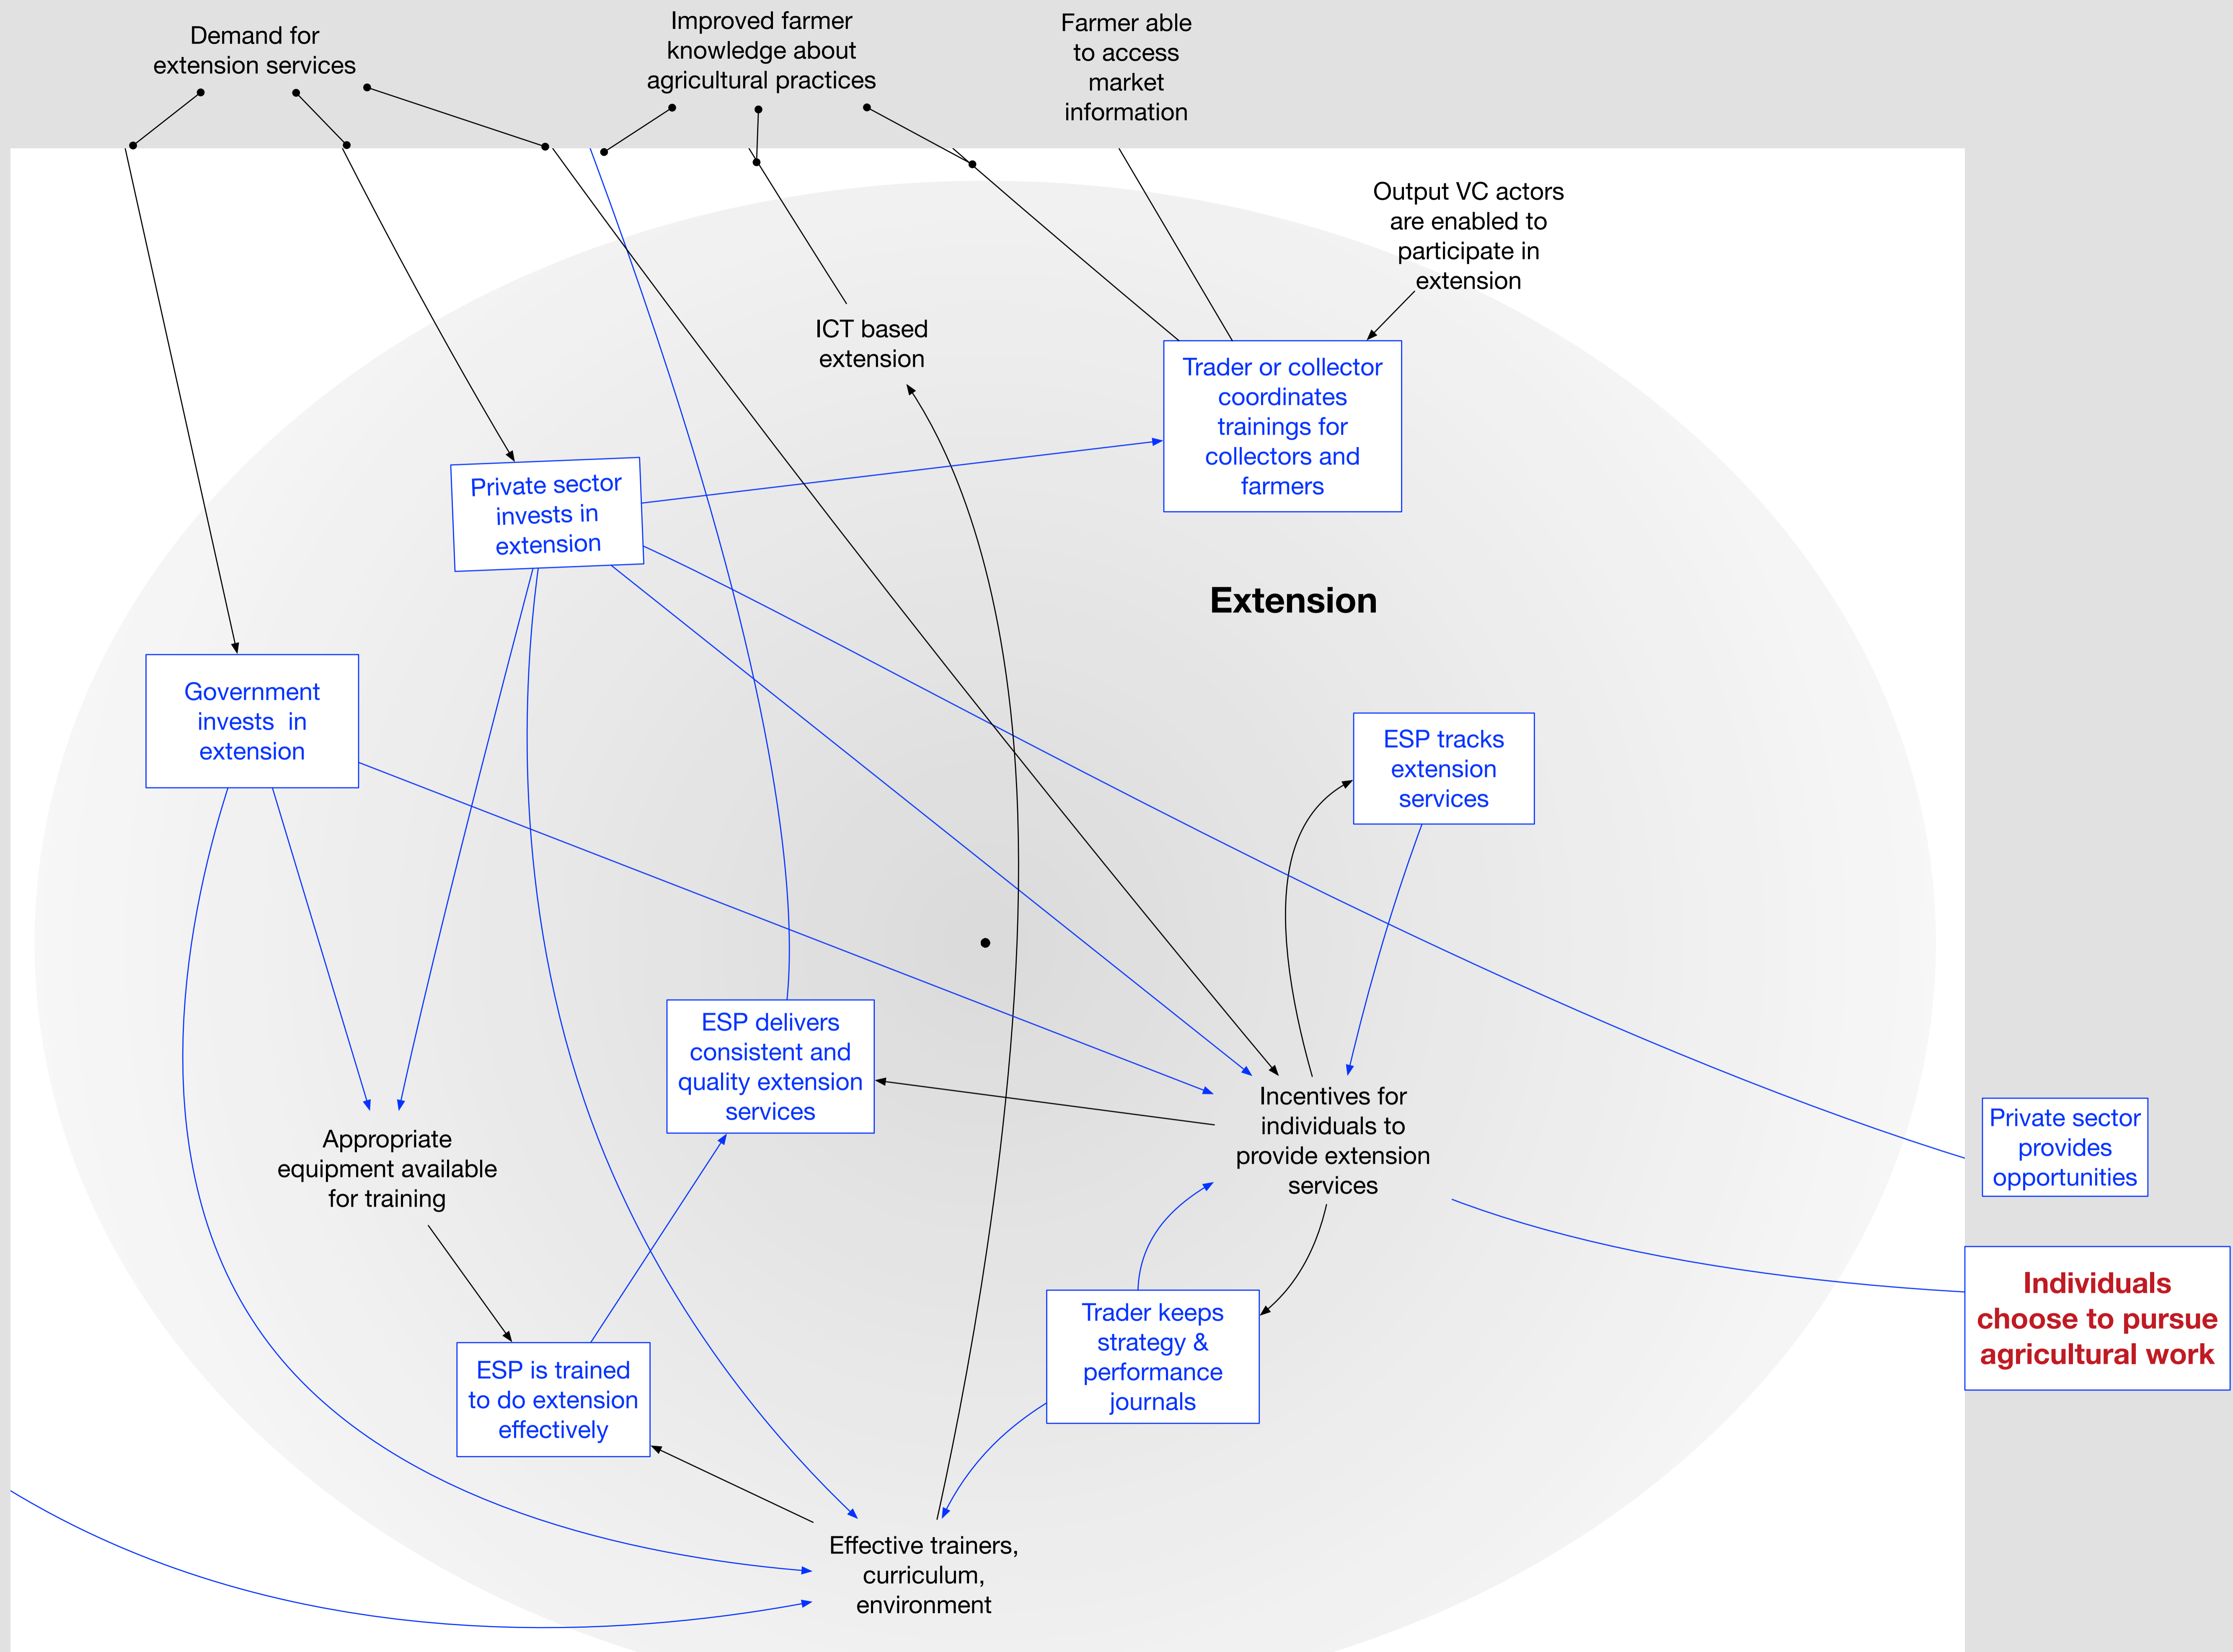 Demand for
extension services
Improved farmer
knowledge about
agricultural practices
Farmer able
to access
market
information
Output VC actors
are enabled to
participate in
extension
ICT based
extension
Trader or collector
coordinates
trainings for
collectors and
farmers
Private sector
invests in
extension
Extension
Government
invests in
extension
ESP tracks
extension
services
ESP delivers
consistent and
quality extension
services
Incentives for
individuals to
provide extension
services
Private sector
provides
opportunities
Appropriate
equipment available
for training
Individuals
choose to pursue
agricultural work
Trader keeps
strategy &
performance
journals
ESP is trained
to do extension
effectively
Effective trainers,
curriculum,
environment